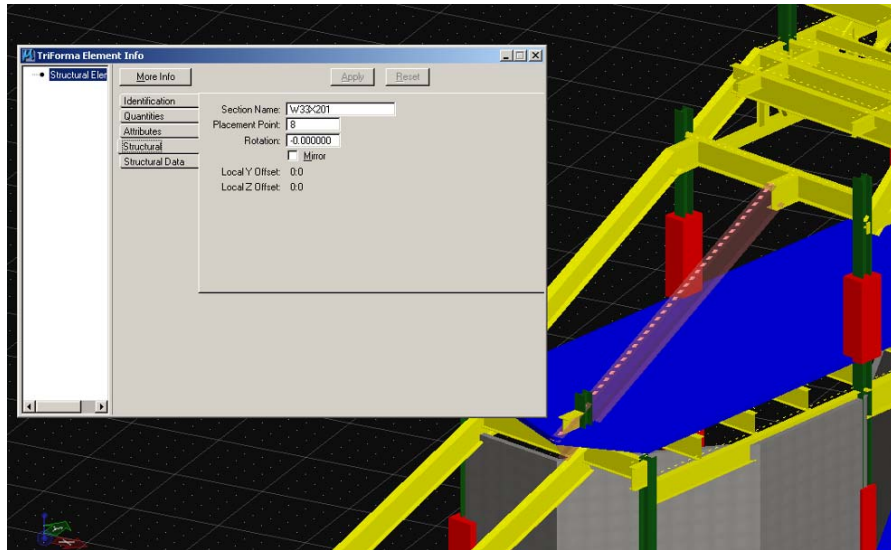 TriForma Element Info
Structural Eler
More Info
Apply
Reset
Identification
Quantities
Attributes
Structural
Structural Data
Section Name: W33X201
Placement Point: 8
Rotation: -0.000000
Mirror
Local Y Offset: 0:0
Local Z Offset: 0:0